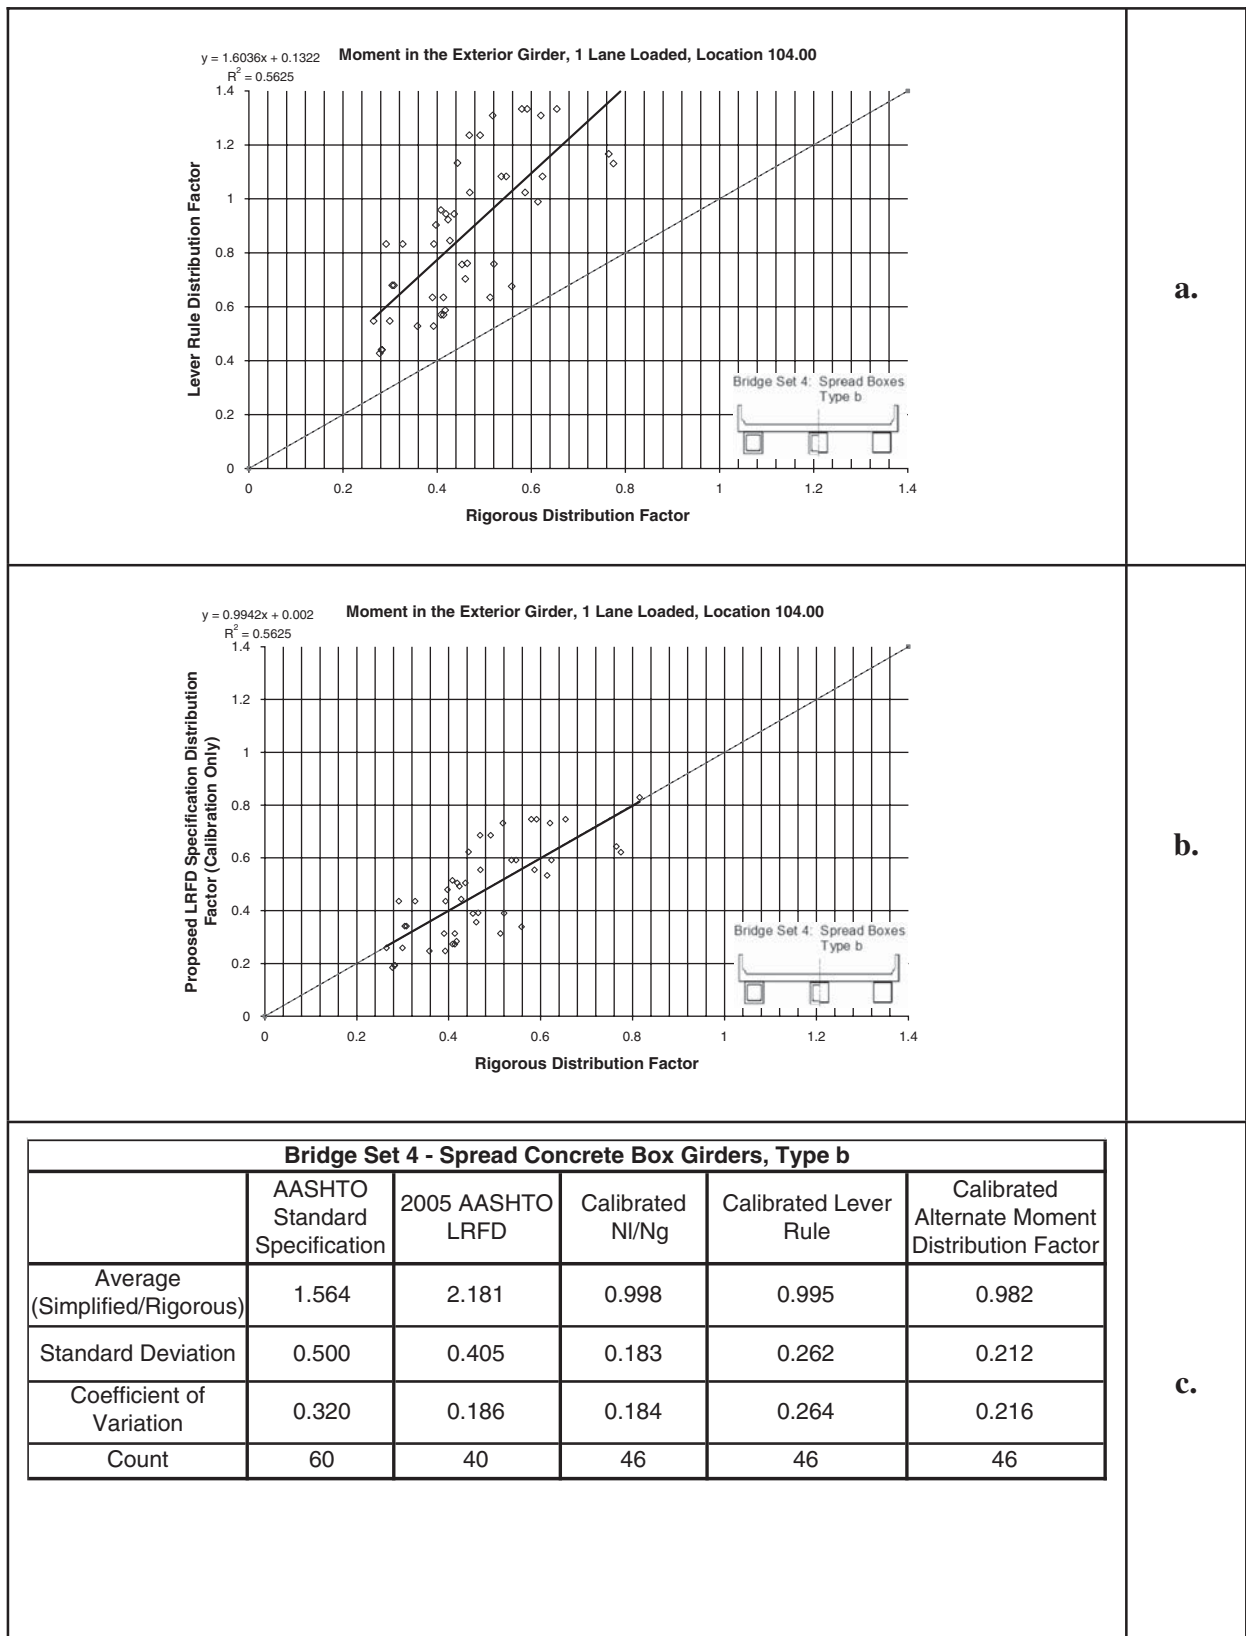 y = 1.6036x + 0.1322
R² = 0.5625
Moment in the Exterior Girder, 1 Lane Loaded, Location 104.00
Lever Rule Distribution Factor
1.4
1.2
1
0.8
0.6
0.4
0.2
0
0 0.2 0.4 0.6 0.8 1 1.2 1.4
Rigorous Distribution Factor
Bridge Set 4: Spread Boxes
Type b
a.
y = 0.9942x + 0.002
R² = 0.5625
Moment in the Exterior Girder, 1 Lane Loaded, Location 104.00
Proposed LRFD Specification Distribution
Factor (Calibration Only)
1.4
1.2
1
0.8
0.6
0.4
0.2
0
0 0.2 0.4 0.6 0.8 1 1.2 1.4
Rigorous Distribution Factor
Bridge Set 4: Spread Boxes
Type b
b.
Bridge Set 4 - Spread Concrete Box Girders, Type b
AASHTO Standard Specification
2005 AASHTO LRFD
Calibrated Nl/Ng
Calibrated Lever Rule
Calibrated Alternate Moment Distribution Factor
Average (Simplified/Rigorous) 1.564 2.181 0.998 0.995 0.982
Standard Deviation 0.500 0.405 0.183 0.262 0.212
Coefficient of Variation 0.320 0.186 0.184 0.264 0.216
Count 60 40 46 46 46
c.